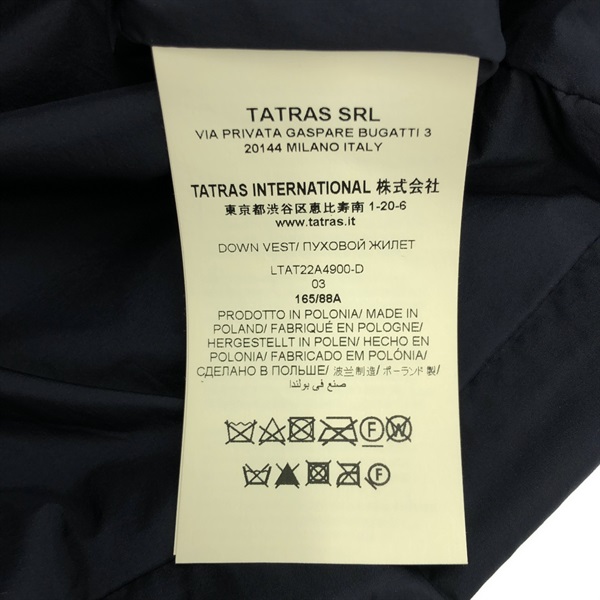 TATRAS SRL
VIA PRIVATA GASPARE BUGATTI 3
20144 MILANO ITALY
TATRAS INTERNATIONAL 株式会社
東京都渋谷区恵比寿南 1-20-6
www.tatras.it
DOWN VEST/ ПУХОВОЙ ЖИЛЕТ
LTAT22A4900-D
03
165/88A
PRODOTTO IN POLONIA/ MADE IN
POLAND/ FABRIQUÉ EN POLOGNE/
HERGESTELLT IN POLEN/ HECHO EN
POLONIA/ FABRICADO EM POLÓNIA/
СДЕЛАНО В ПОЛЬШЕ/ 波兰制造/ ポーランド製/
صنع في بولندا
F W
F